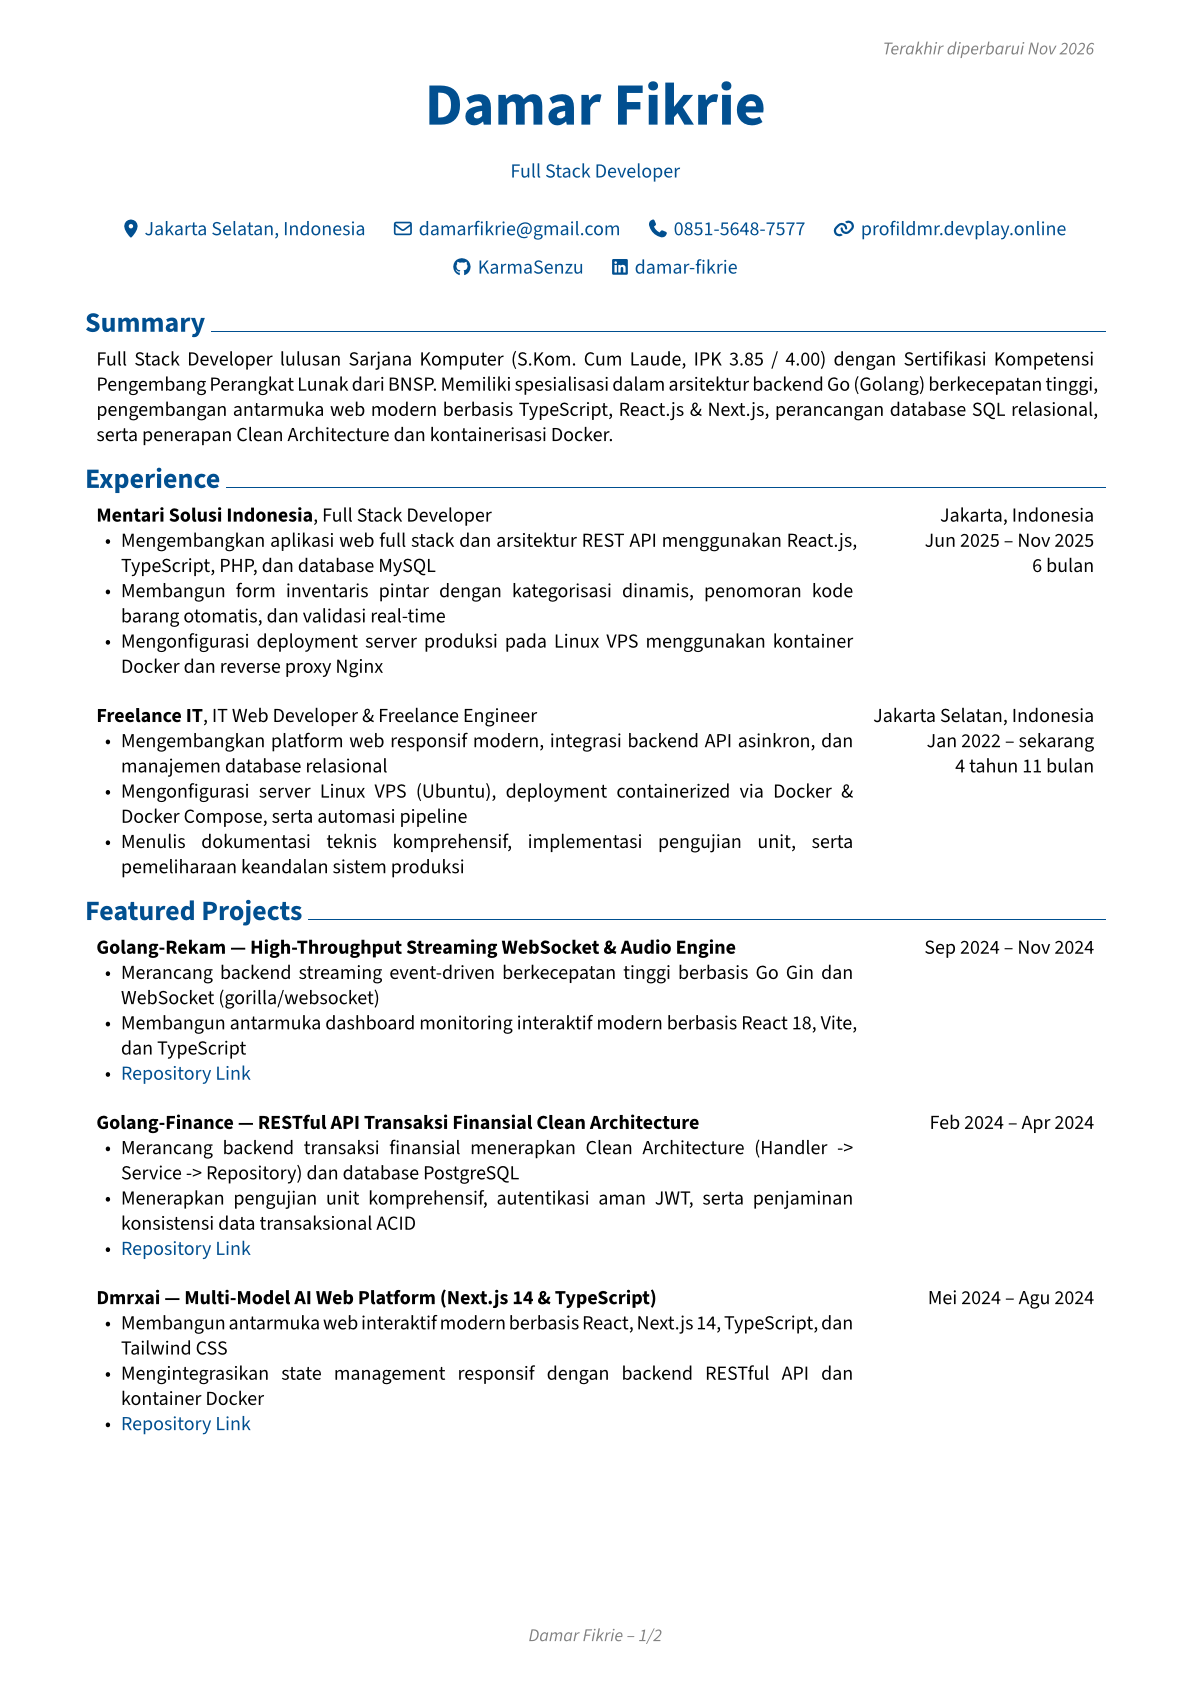 Terakhir diperbarui Nov 2026
Damar Fikrie
Full Stack Developer
Jakarta Selatan, Indonesia damarfikrie@gmail.com 0851-5648-7577 profildmr.devplay.online
KarmaSenzu damar-fikrie
Summary
Full Stack Developer lulusan Sarjana Komputer (S.Kom. Cum Laude, IPK 3.85 / 4.00) dengan Sertifikasi Kompetensi
Pengembang Perangkat Lunak dari BNSP. Memiliki spesialisasi dalam arsitektur backend Go (Golang) berkecepatan tinggi,
pengembangan antarmuka web modern berbasis TypeScript, React.js & Next.js, perancangan database SQL relasional,
serta penerapan Clean Architecture dan kontainerisasi Docker.
Experience
Mentari Solusi Indonesia, Full Stack Developer Jakarta, Indonesia
• Mengembangkan aplikasi web full stack dan arsitektur REST API menggunakan React.js, Jun 2025 – Nov 2025
TypeScript, PHP, dan database MySQL 6 bulan
• Membangun form inventaris pintar dengan kategorisasi dinamis, penomoran kode
barang otomatis, dan validasi real-time
• Mengonfigurasi deployment server produksi pada Linux VPS menggunakan kontainer
Docker dan reverse proxy Nginx
Freelance IT, IT Web Developer & Freelance Engineer Jakarta Selatan, Indonesia
• Mengembangkan platform web responsif modern, integrasi backend API asinkron, dan Jan 2022 – sekarang
manajemen database relasional 4 tahun 11 bulan
• Mengonfigurasi server Linux VPS (Ubuntu), deployment containerized via Docker &
Docker Compose, serta automasi pipeline
• Menulis dokumentasi teknis komprehensif, implementasi pengujian unit, serta
pemeliharaan keandalan sistem produksi
Featured Projects
Golang-Rekam — High-Throughput Streaming WebSocket & Audio Engine Sep 2024 – Nov 2024
• Merancang backend streaming event-driven berkecepatan tinggi berbasis Go Gin dan
WebSocket (gorilla/websocket)
• Membangun antarmuka dashboard monitoring interaktif modern berbasis React 18, Vite,
dan TypeScript
• Repository Link
Golang-Finance — RESTful API Transaksi Finansial Clean Architecture Feb 2024 – Apr 2024
• Merancang backend transaksi finansial menerapkan Clean Architecture (Handler ->
Service -> Repository) dan database PostgreSQL
• Menerapkan pengujian unit komprehensif, autentikasi aman JWT, serta penjaminan
konsistensi data transaksional ACID
• Repository Link
Dmrxai — Multi-Model AI Web Platform (Next.js 14 & TypeScript) Mei 2024 – Agu 2024
• Membangun antarmuka web interaktif modern berbasis React, Next.js 14, TypeScript, dan
Tailwind CSS
• Mengintegrasikan state management responsif dengan backend RESTful API dan
kontainer Docker
• Repository Link
Damar Fikrie – 1/2